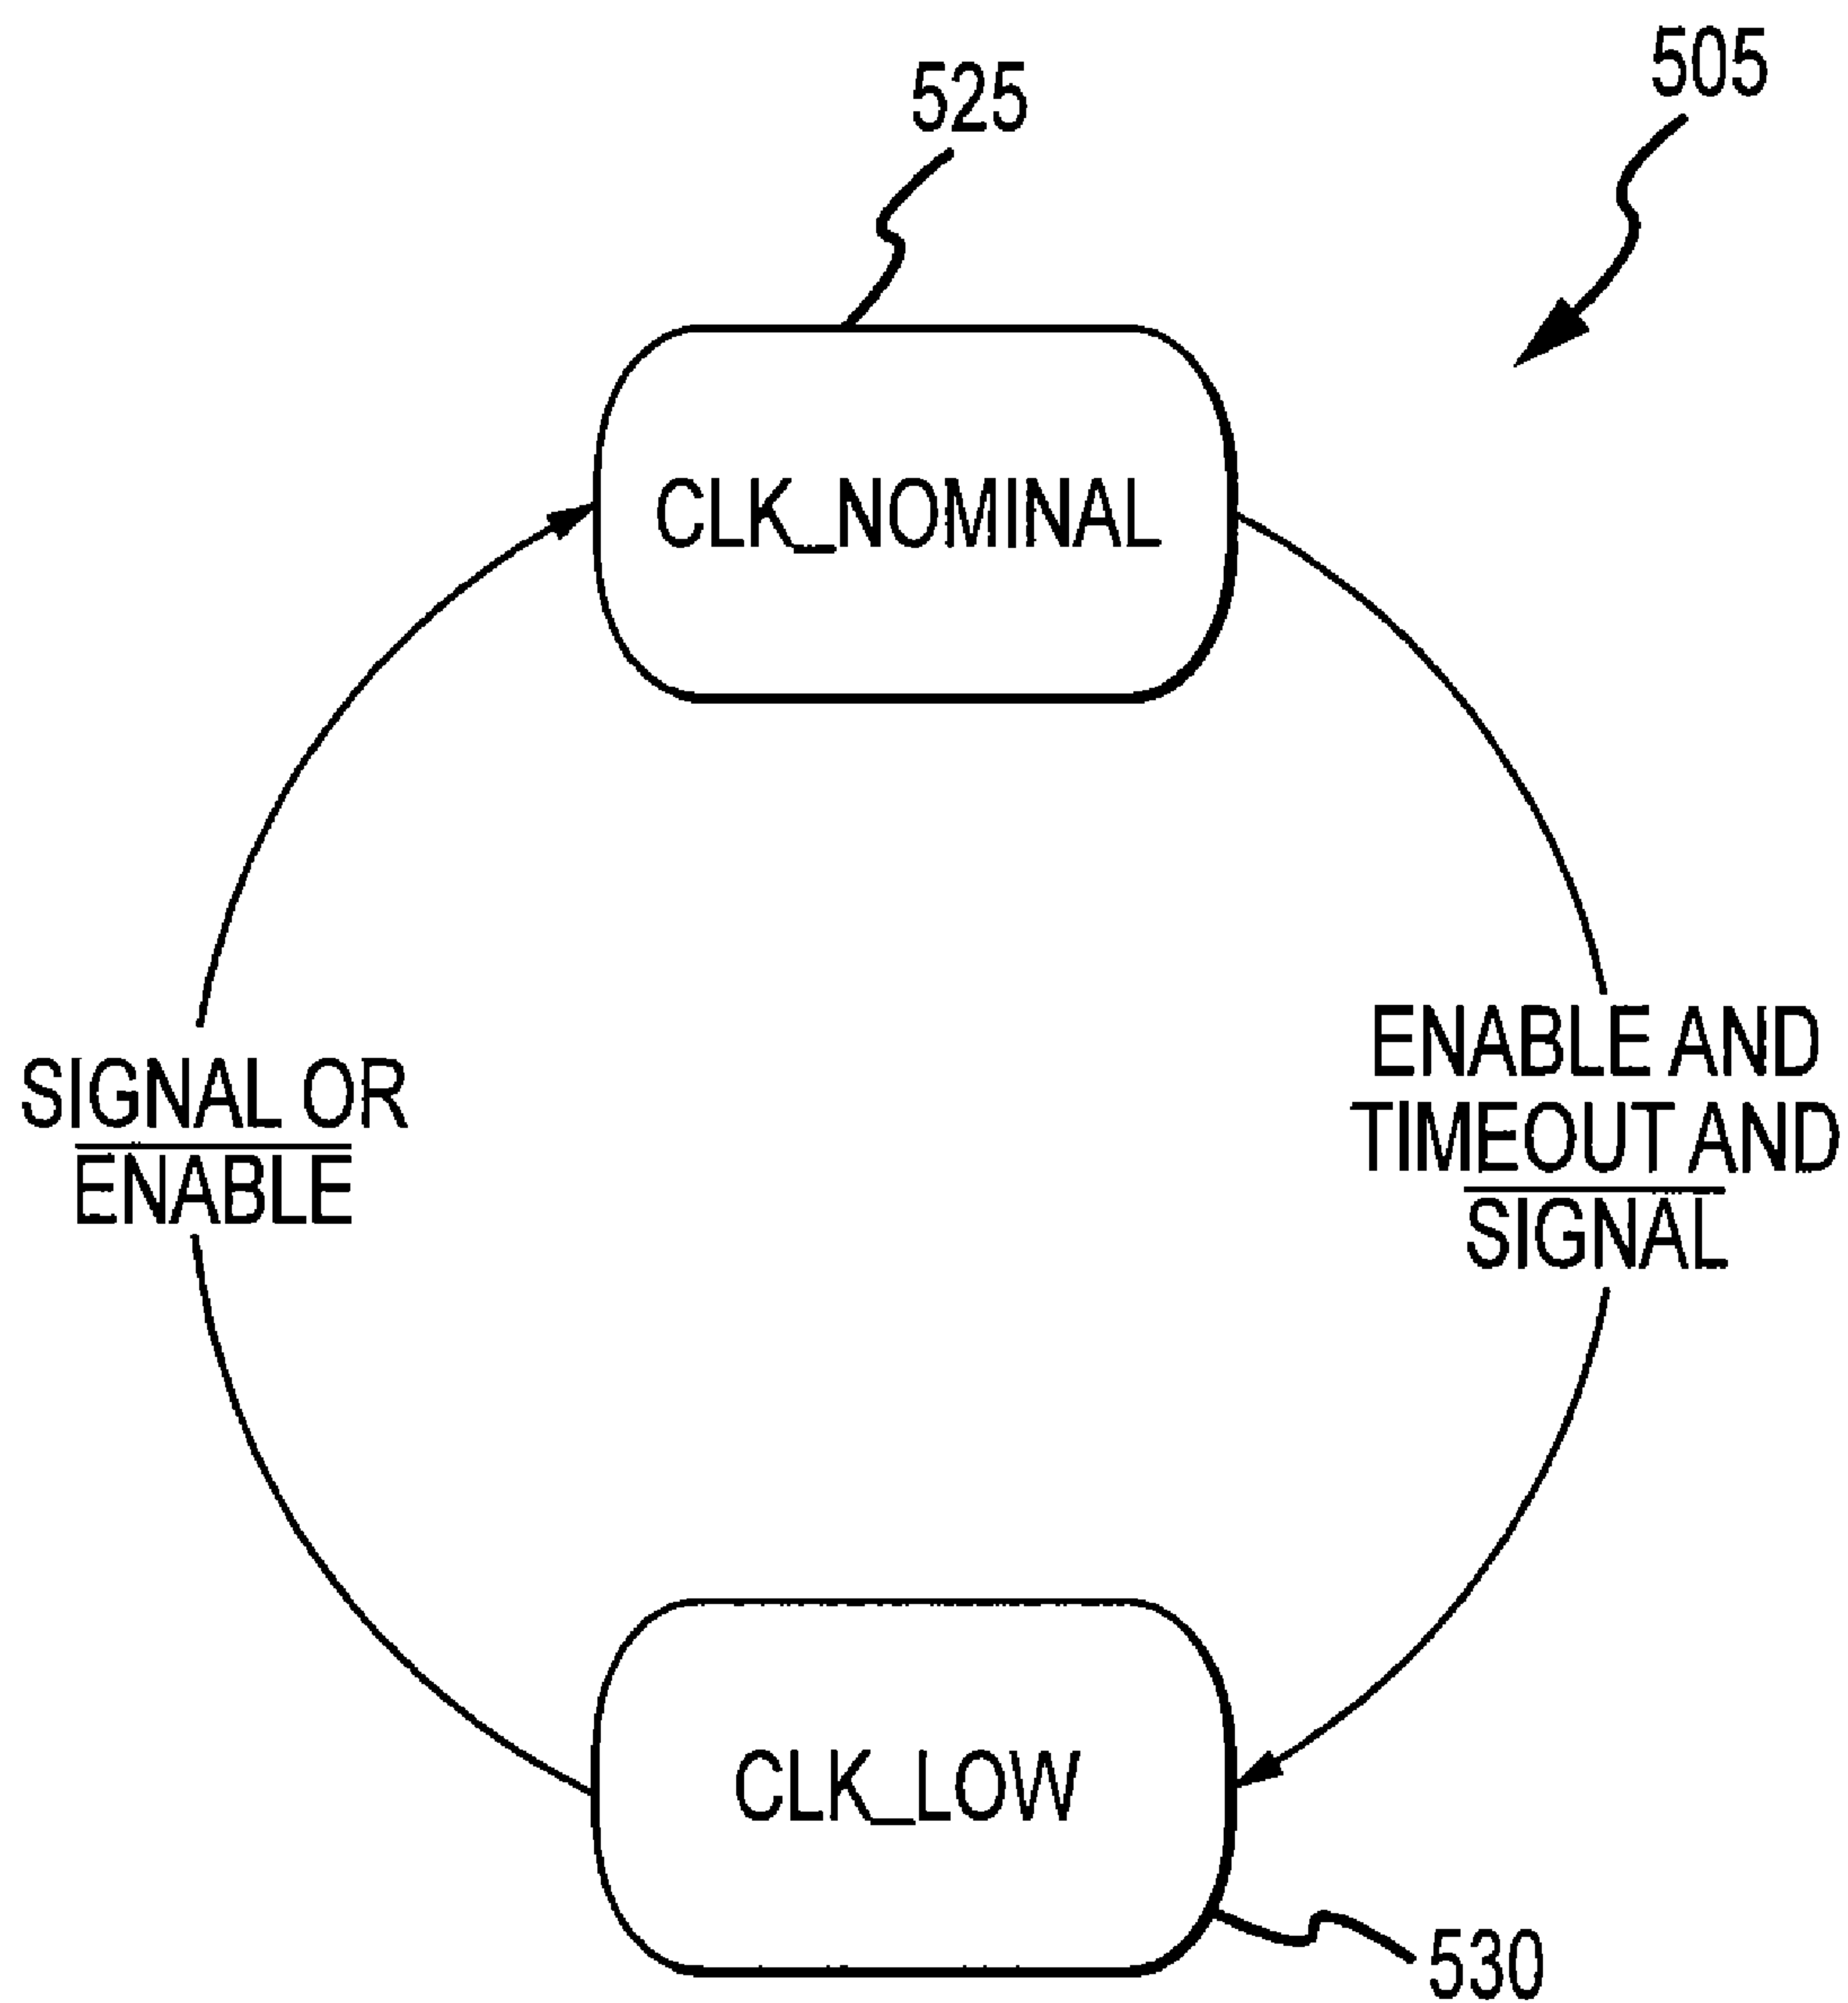 505
525
CLK_NOMINAL
SIGNAL OR
ENABLE
ENABLE AND
TIMEOUT AND
SIGNAL
CLK_LOW
530